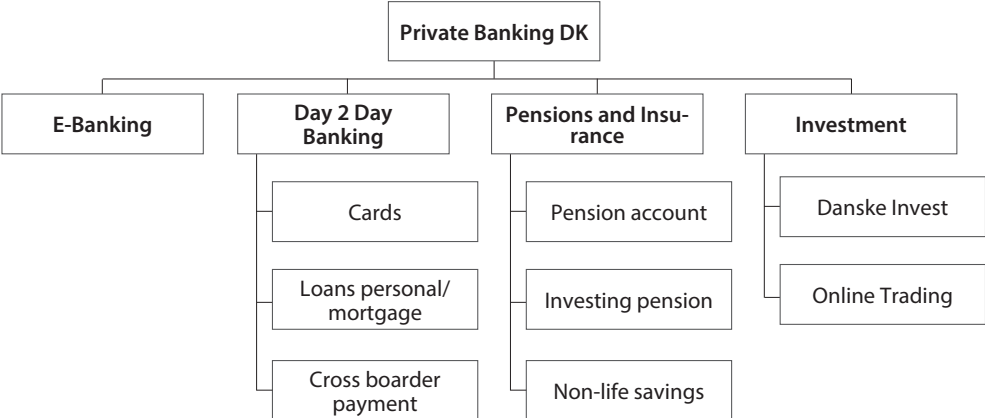 Private Banking DK
E-Banking
Day 2 Day
Banking
Pensions and Insu-
rance
Investment
Cards
Pension account
Danske Invest
Loans personal/
mortgage
Investing pension
Online Trading
Cross boarder
payment
Non-life savings